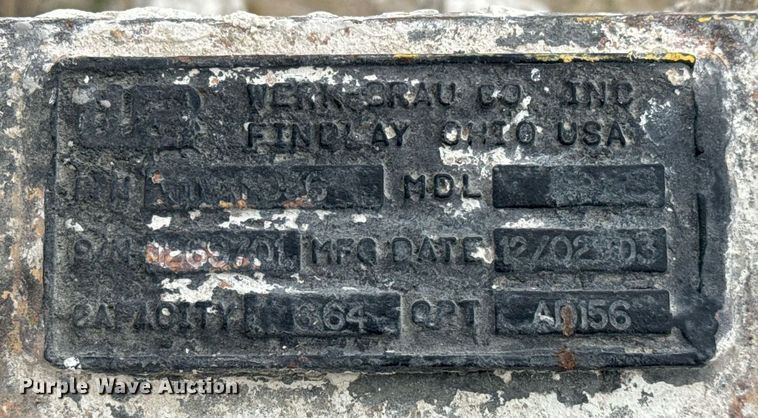 WERK-BRAU CO. INC
FINDLAY OHIO USA
P/N MDL
S/N MFG DATE 12/02-03
CAPACITY .664 OPT AD156
Purple Wave Auction